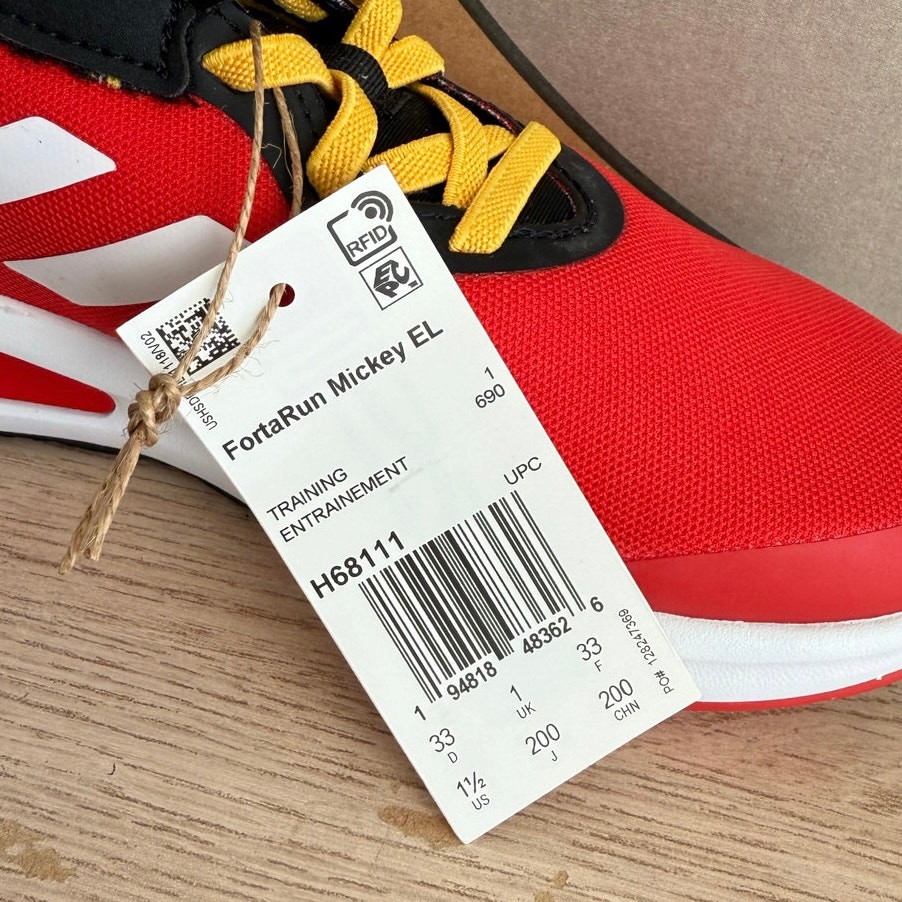 RFID
EPC
FortaRun Mickey EL
1
690
TRAINING
ENTRAINEMENT
UPC
H68111
1 94818 48362 6
33
D
1
UK
33
F
1½
US
200
J
200
CHN
PO# 128247369